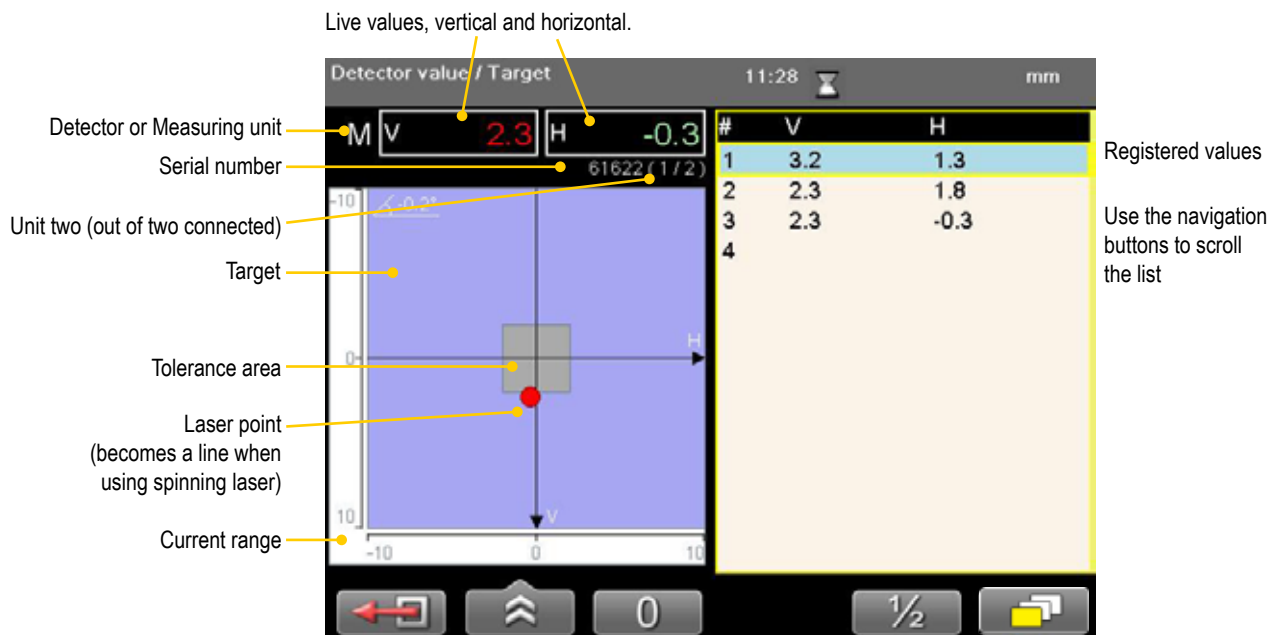 Live values, vertical and horizontal.
Detector value / Target 11:28 mm
Detector or Measuring unit
M V 2.3 H -0.3
Serial number
61622 (1/2)
Unit two (out of two connected)
Target
Tolerance area
Laser point
(becomes a line when
using spinning laser)
Current range
-10
-0.2°
0
H
10
V
-10 0 10
# V H
1 3.2 1.3
2 2.3 1.8
3 2.3 -0.3
4
Registered values
Use the navigation
buttons to scroll
the list
0
½